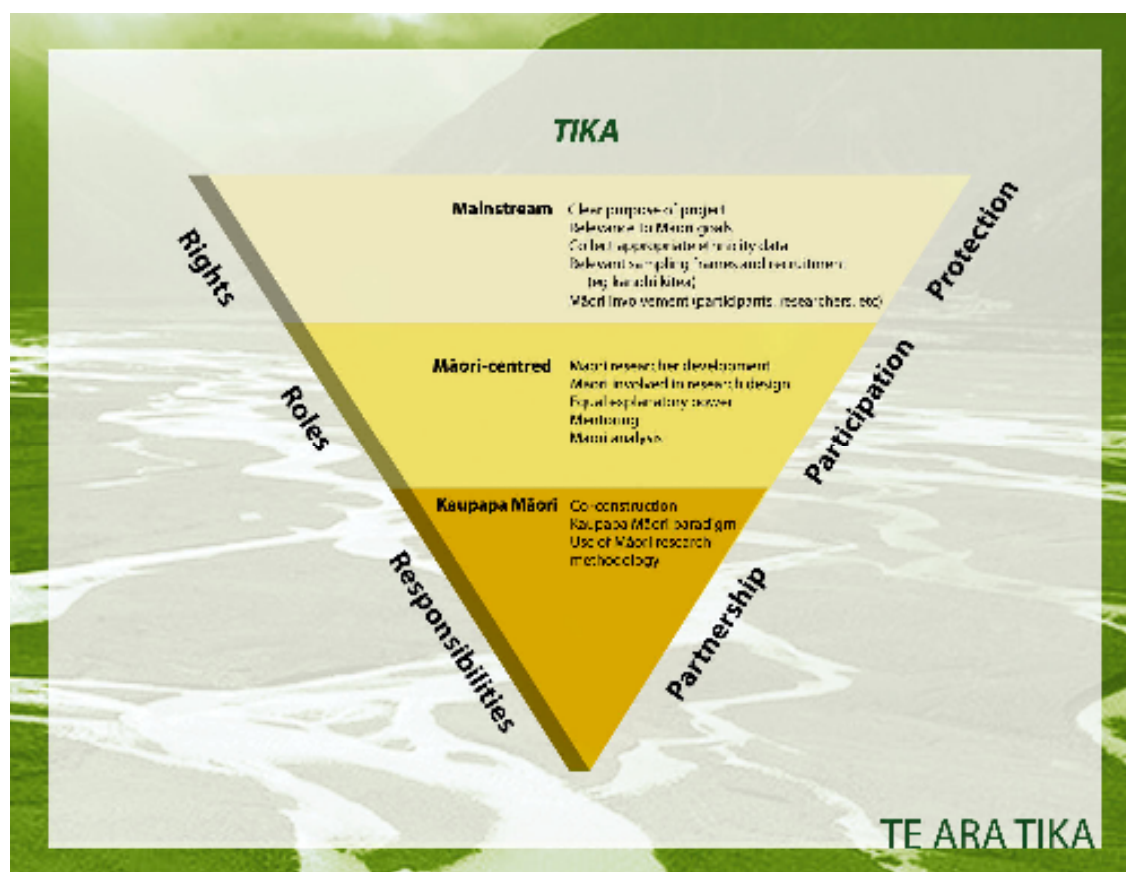 TIKA
Mainstream
Clear purpose of project
Relevance to Māori goals
Collect appropriate ethnicity data
Relevant sampling frames and recruitment
(eg kanohi kitea)
Māori involvement (participants, researchers, etc)
Māori-centred
Māori researcher development
Māori involved in research design
Equal explanatory power
Mentoring
Māori analysis
Kaupapa Māori
Co-construction
Kaupapa Māori paradigm
Use of Māori research
methodology
Rights
Roles
Responsibilities
Protection
Participation
Partnership
TE ARA TIKA